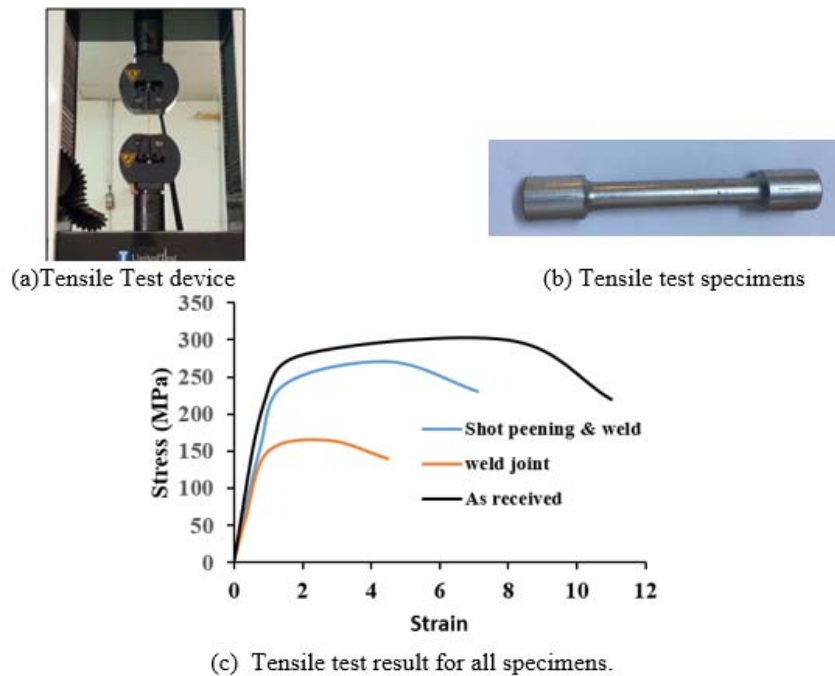 UnitedTest
(a)Tensile Test device
(b) Tensile test specimens
350
300
250
200
150
100
50
0
Stress (MPa)
Shot peening & weld
weld joint
As received
0 2 4 6 8 10 12
Strain
(c) Tensile test result for all specimens.